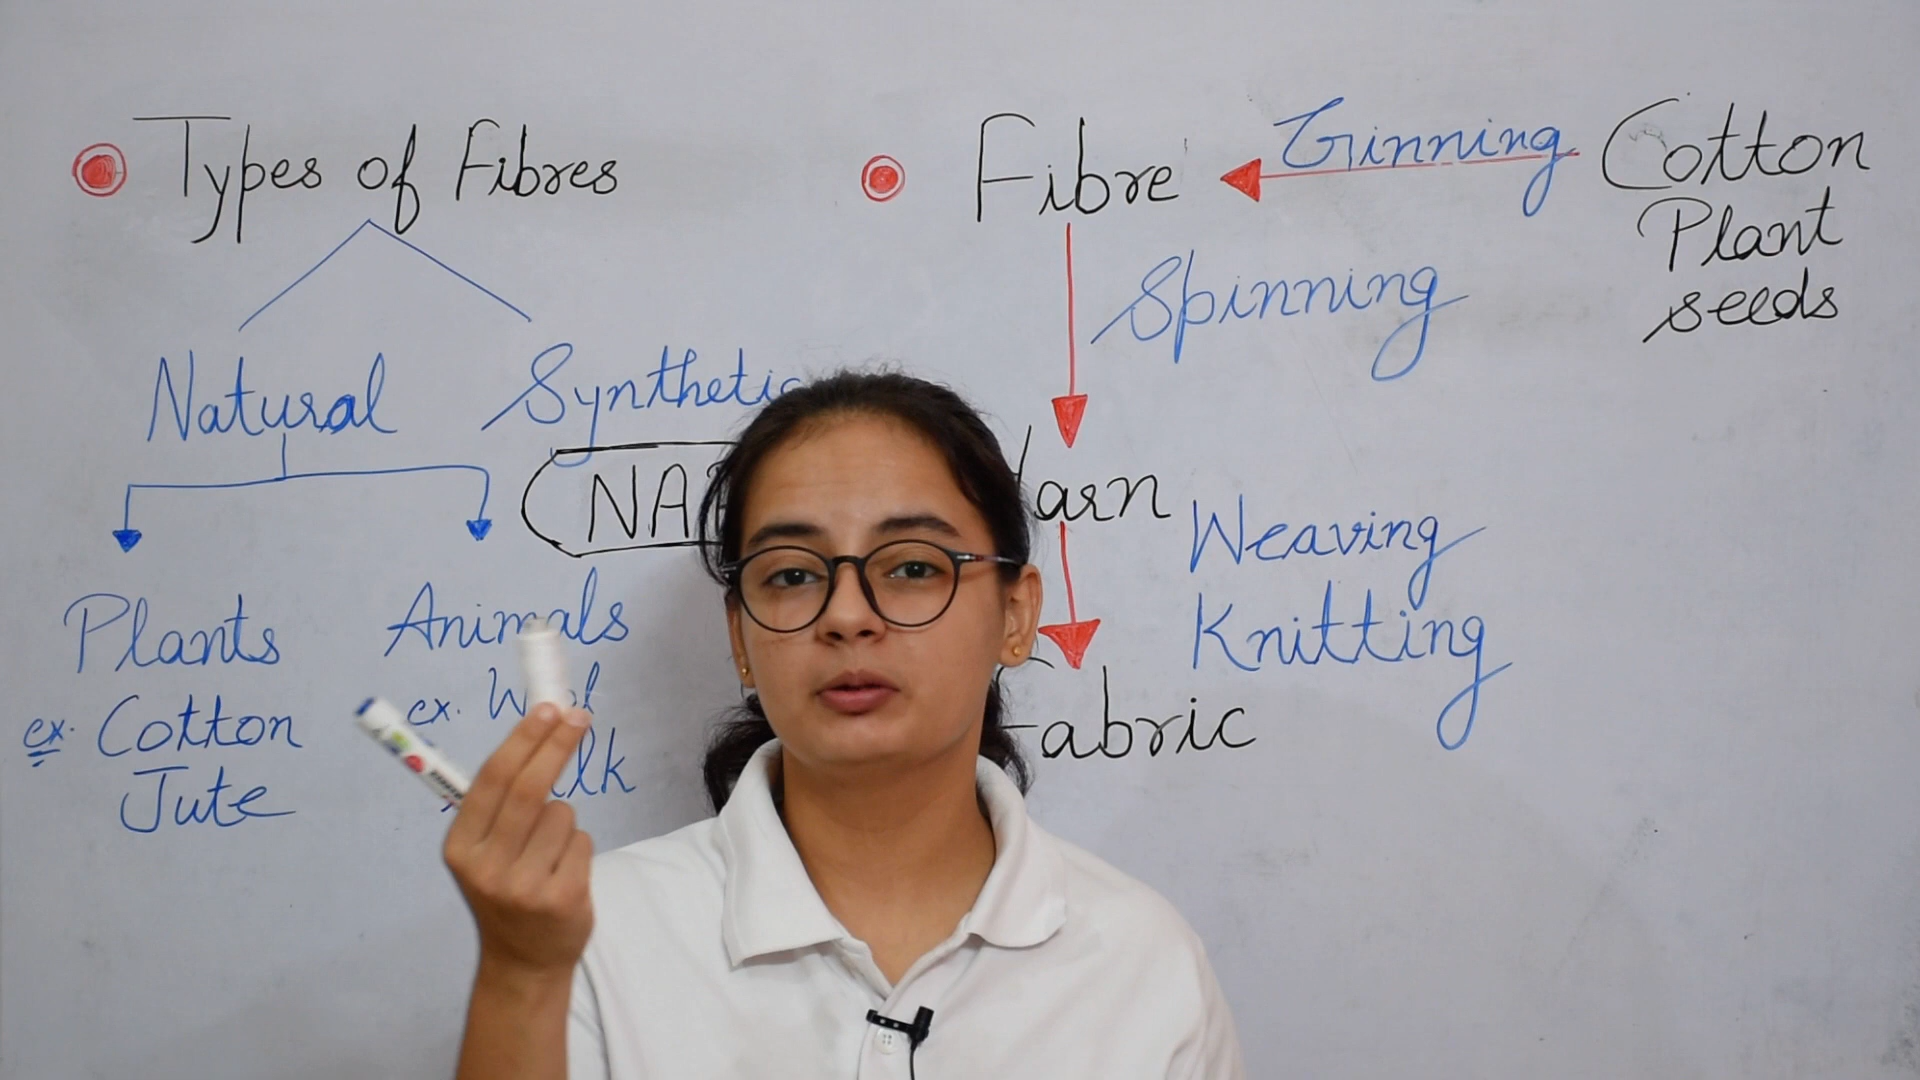 Types of Fibres
Natural Synthetic
Plants Animals
ex. Cotton ex.
Jute
Fibre Ginning Cotton
Plant
seeds
Spinning
Weaving
Knitting